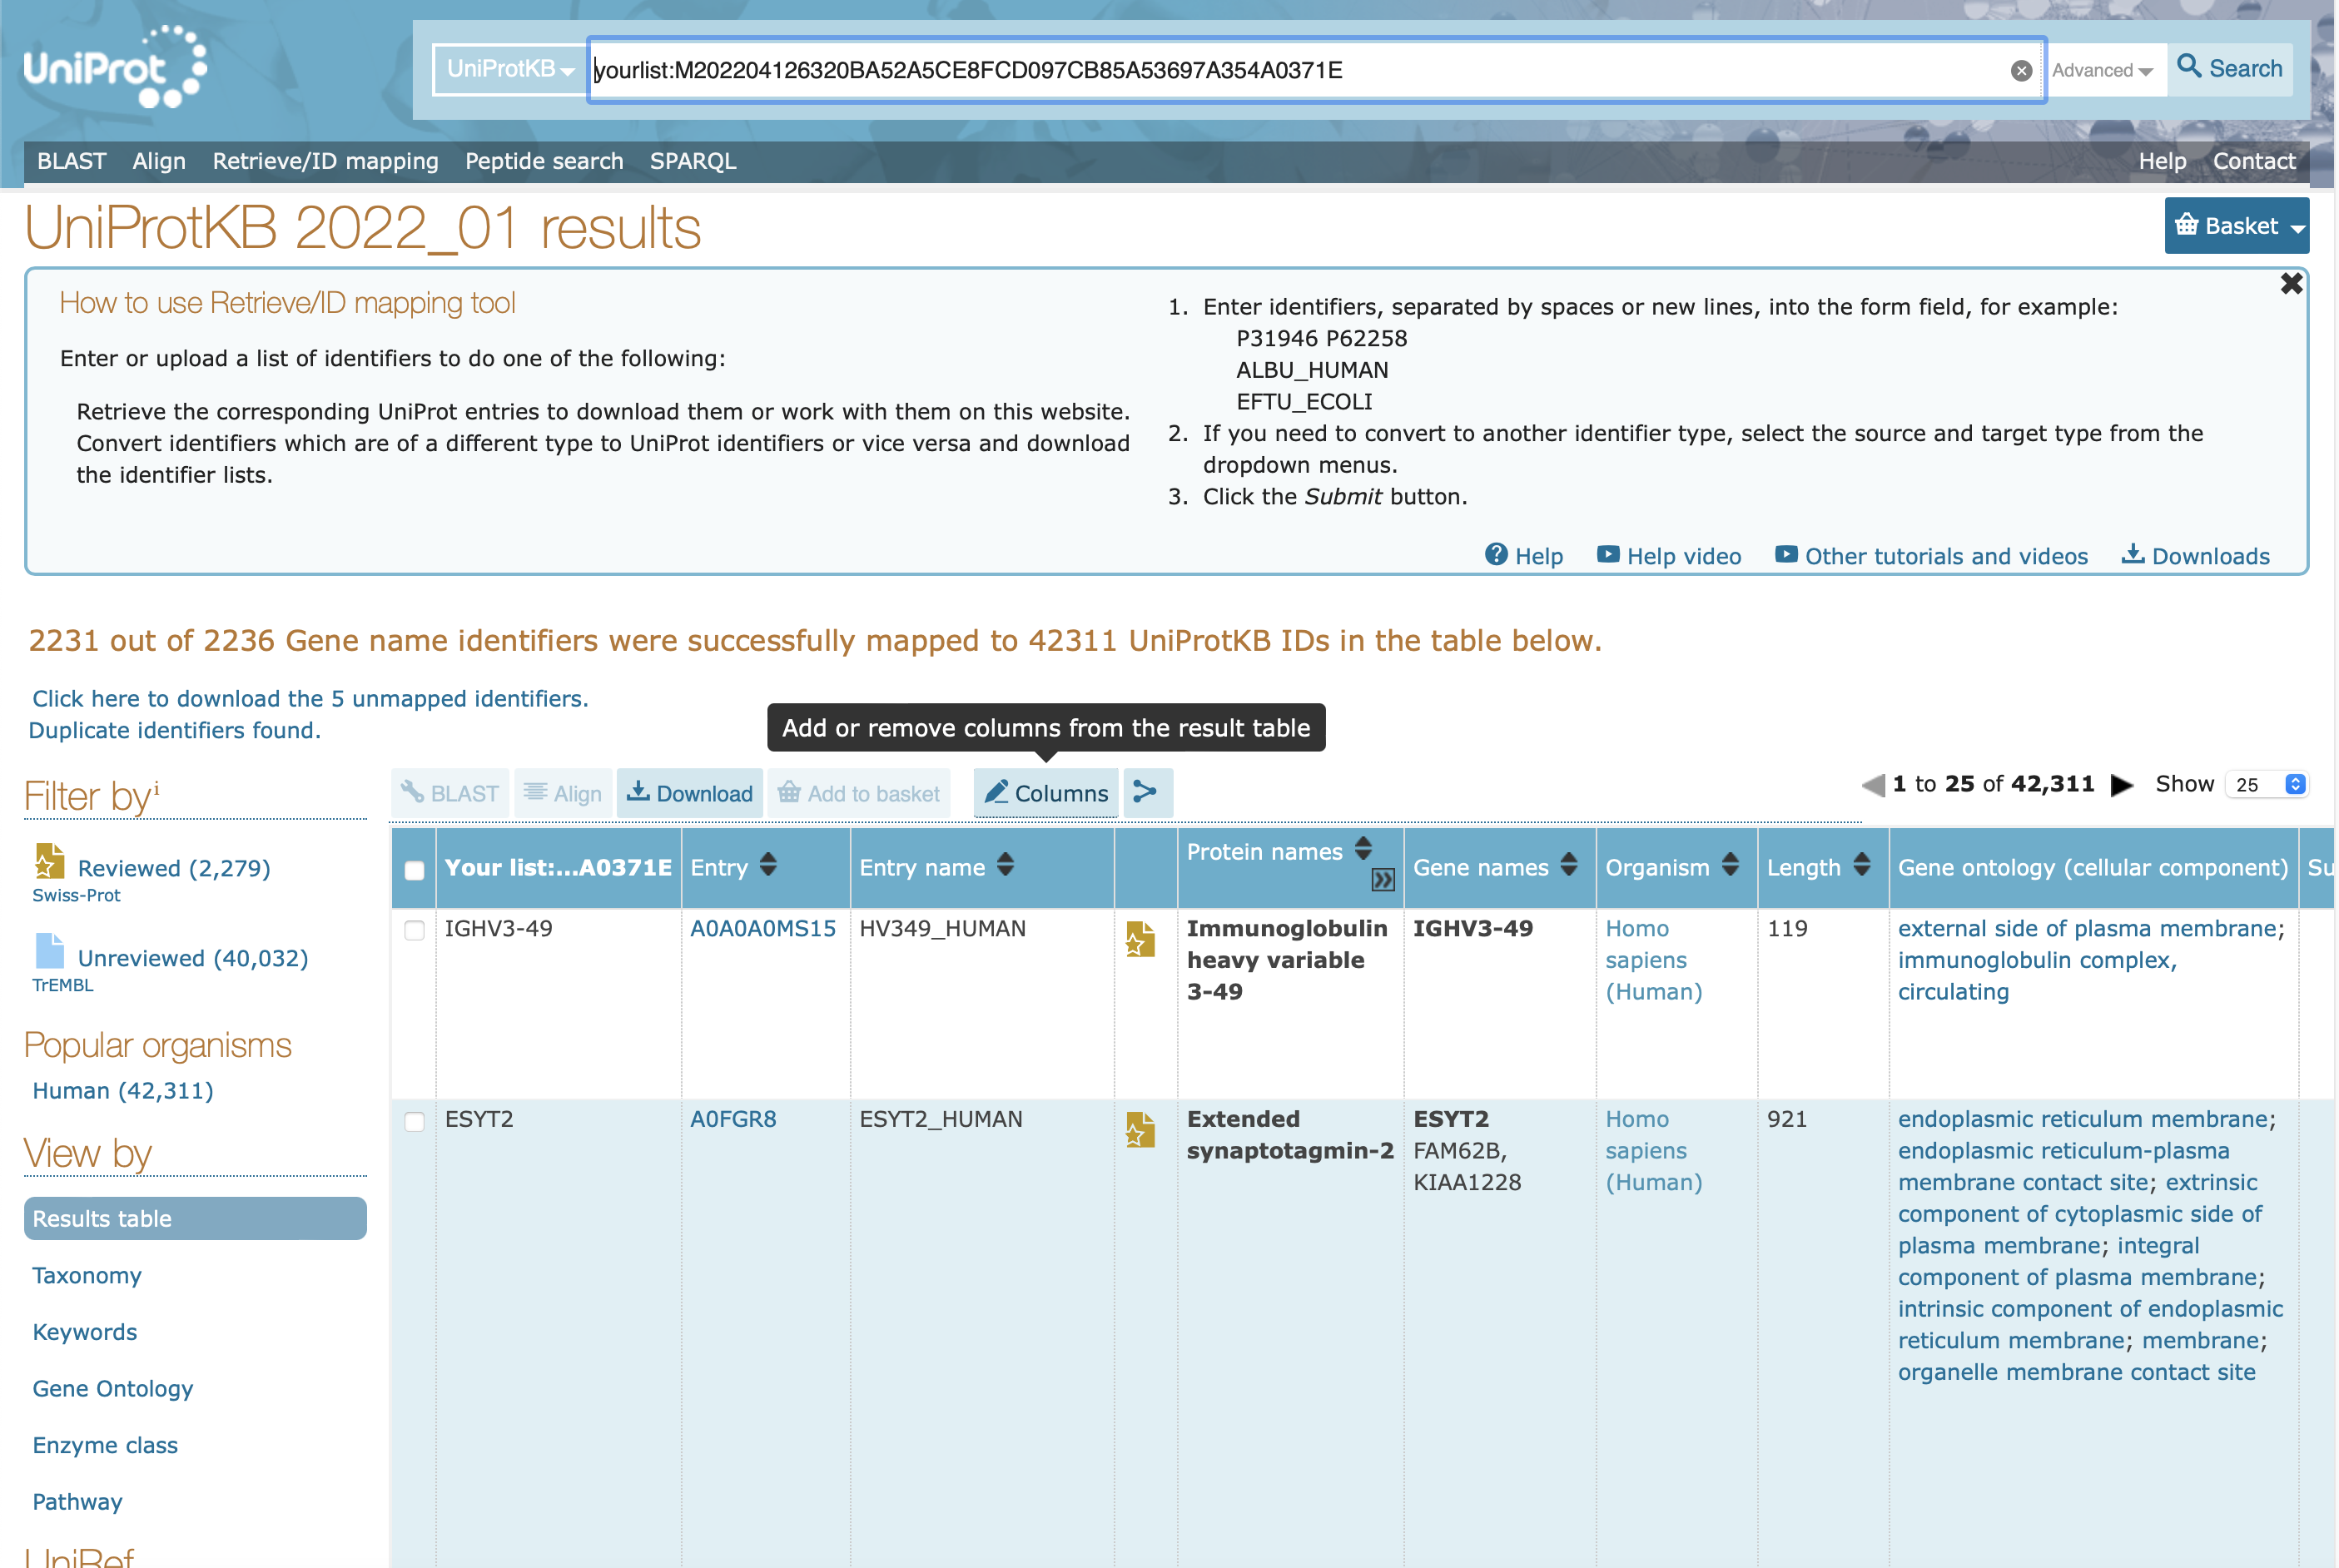 UniProt
UniProtKB
yourlist:M202204126320BA52A5CE8FCD097CB85A53697A354A0371E
Advanced
Search
BLAST Align Retrieve/ID mapping Peptide search SPARQL
Help Contact
UniProtKB 2022_01 results
Basket
How to use Retrieve/ID mapping tool
Enter or upload a list of identifiers to do one of the following:
Retrieve the corresponding UniProt entries to download them or work with them on this website.
Convert identifiers which are of a different type to UniProt identifiers or vice versa and download
the identifier lists.
1. Enter identifiers, separated by spaces or new lines, into the form field, for example:
P31946 P62258
ALBU_HUMAN
EFTU_ECOLI
2. If you need to convert to another identifier type, select the source and target type from the
dropdown menus.
3. Click the Submit button.
Help Help video Other tutorials and videos Downloads
2231 out of 2236 Gene name identifiers were successfully mapped to 42311 UniProtKB IDs in the table below.
Click here to download the 5 unmapped identifiers.
Duplicate identifiers found.
Add or remove columns from the result table
Filter by i
Reviewed (2,279)
Swiss-Prot
Unreviewed (40,032)
TrEMBL
Popular organisms
Human (42,311)
View by
Results table
Taxonomy
Keywords
Gene Ontology
Enzyme class
Pathway
UniRef
BLAST Align Download Add to basket Columns
1 to 25 of 42,311 Show 25
Your list:...A0371E Entry Entry name Protein names Gene names Organism Length Gene ontology (cellular component) Su
IGHV3-49 A0A0A0MS15 HV349_HUMAN Immunoglobulin IGHV3-49 Homo 119 external side of plasma membrane;
heavy variable sapiens immunoglobulin complex,
3-49 (Human) circulating
ESYT2 A0FGR8 ESYT2_HUMAN Extended ESYT2 Homo 921 endoplasmic reticulum membrane;
synaptotagmin-2 FAM62B, sapiens endoplasmic reticulum-plasma
KIAA1228 (Human) membrane contact site; extrinsic
component of cytoplasmic side of
plasma membrane; integral
component of plasma membrane;
intrinsic component of endoplasmic
reticulum membrane; membrane;
organelle membrane contact site